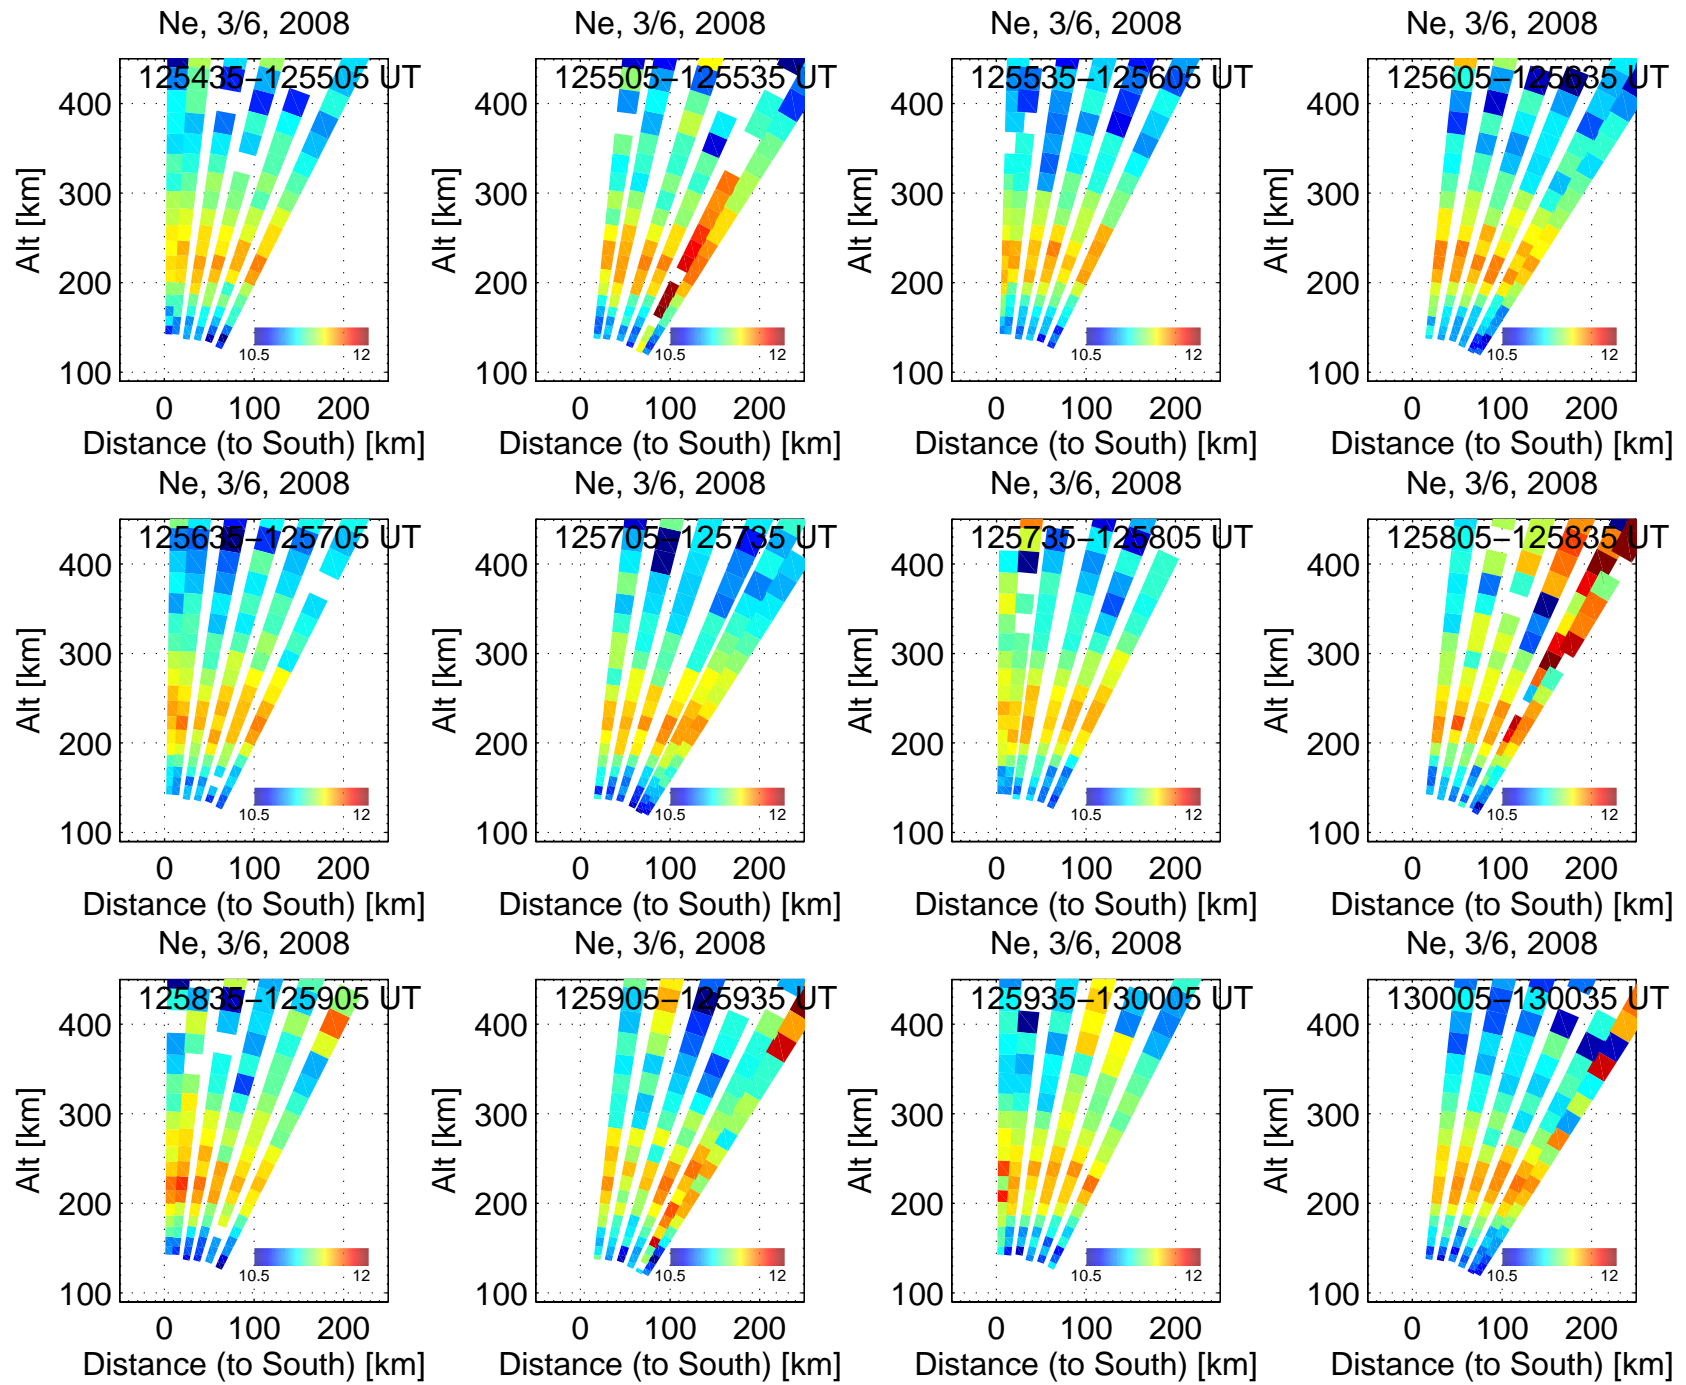 Ne, 3/6, 2008 Ne, 3/6, 2008 Ne, 3/6, 2008 Ne, 3/6, 2008
125435–125505 UT 125505–125535 UT 125535–125605 UT 125605–125635 UT
400 400 400 400
300 300 300 300
Alt [km] Alt [km] Alt [km] Alt [km]
200 200 200 200
10.5 12 10.5 12 10.5 12 10.5 12
100 100 100 100
0 100 200 0 100 200 0 100 200 0 100 200
Distance (to South) [km] Distance (to South) [km] Distance (to South) [km] Distance (to South) [km]
Ne, 3/6, 2008 Ne, 3/6, 2008 Ne, 3/6, 2008 Ne, 3/6, 2008
125635–125705 UT 125705–125735 UT 125735–125805 UT 125805–125835 UT
400 400 400 400
300 300 300 300
Alt [km] Alt [km] Alt [km] Alt [km]
200 200 200 200
10.5 12 10.5 12 10.5 12 10.5 12
100 100 100 100
0 100 200 0 100 200 0 100 200 0 100 200
Distance (to South) [km] Distance (to South) [km] Distance (to South) [km] Distance (to South) [km]
Ne, 3/6, 2008 Ne, 3/6, 2008 Ne, 3/6, 2008 Ne, 3/6, 2008
125835–125905 UT 125905–125935 UT 125935–130005 UT 130005–130035 UT
400 400 400 400
300 300 300 300
Alt [km] Alt [km] Alt [km] Alt [km]
200 200 200 200
10.5 12 10.5 12 10.5 12 10.5 12
100 100 100 100
0 100 200 0 100 200 0 100 200 0 100 200
Distance (to South) [km] Distance (to South) [km] Distance (to South) [km] Distance (to South) [km]